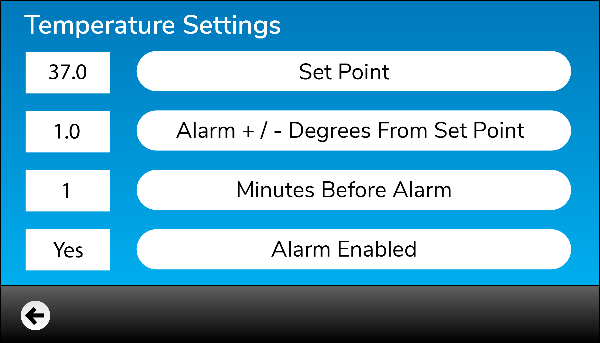 Temperature Settings
37.0 Set Point
1.0 Alarm + / - Degrees From Set Point
1 Minutes Before Alarm
Yes Alarm Enabled